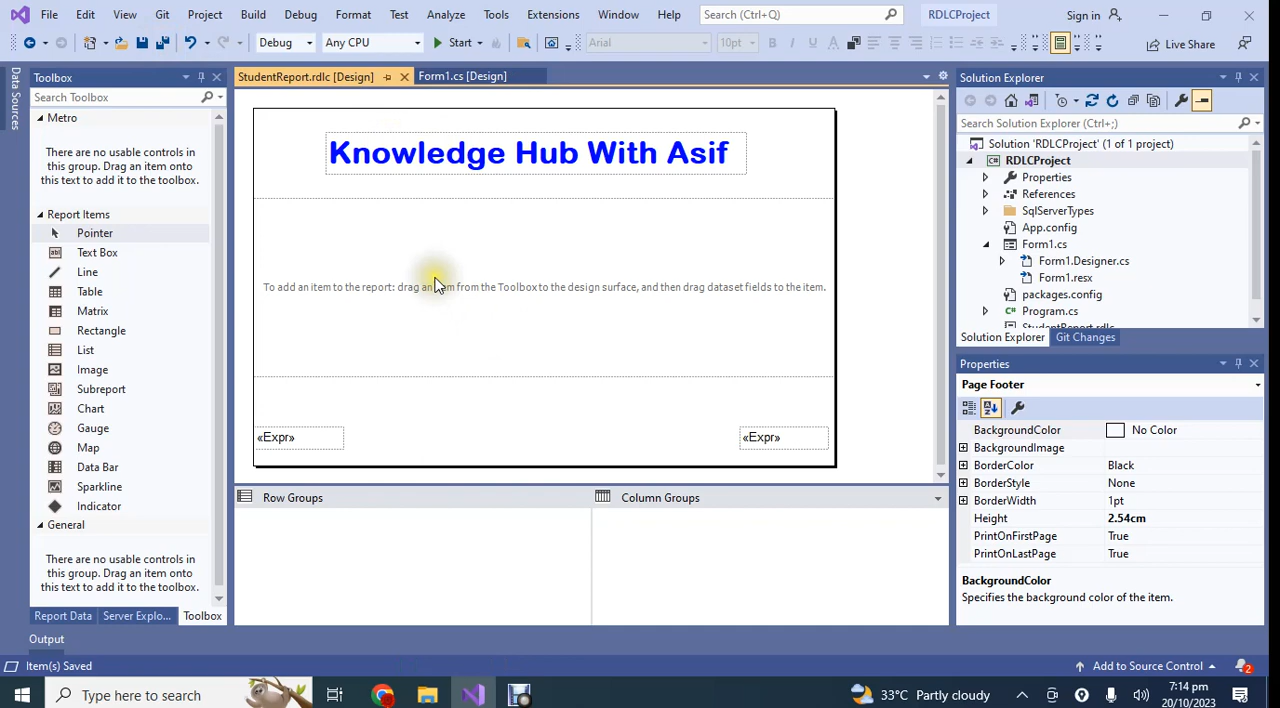 File Edit View Git Project Build Debug Format Test Analyze Tools Extensions Window Help Search (Ctrl+Q) RDLCProject Sign in
Debug Any CPU Start Arial 10pt Live Share
Data Sources
Toolbox
Search Toolbox
Metro
There are no usable controls in this group. Drag an item onto this text to add it to the toolbox.
Report Items
Pointer
Text Box
Line
Table
Matrix
Rectangle
List
Image
Subreport
Chart
Gauge
Map
Data Bar
Sparkline
Indicator
General
There are no usable controls in this group. Drag an item onto this text to add it to the toolbox.
Report Data Server Explo... Toolbox
StudentReport.rdlc [Design] Form1.cs [Design]
Knowledge Hub With Asif
To add an item to the report: drag an item from the Toolbox to the design surface, and then drag dataset fields to the item.
«Expr» «Expr»
Row Groups Column Groups
Solution Explorer
Search Solution Explorer (Ctrl+;)
Solution 'RDLCProject' (1 of 1 project)
RDLCProject
Properties
References
SqlServerTypes
App.config
Form1.cs
Form1.Designer.cs
Form1.resx
packages.config
Program.cs
StudentReport.rdlc
Solution Explorer Git Changes
Properties
Page Footer
BackgroundColor No Color
BackgroundImage
BorderColor Black
BorderStyle None
BorderWidth 1pt
Height 2.54cm
PrintOnFirstPage True
PrintOnLastPage True
BackgroundColor
Specifies the background color of the item.
Output
Item(s) Saved Add to Source Control 2
Type here to search 33°C Partly cloudy 7:14 pm
20/10/2023